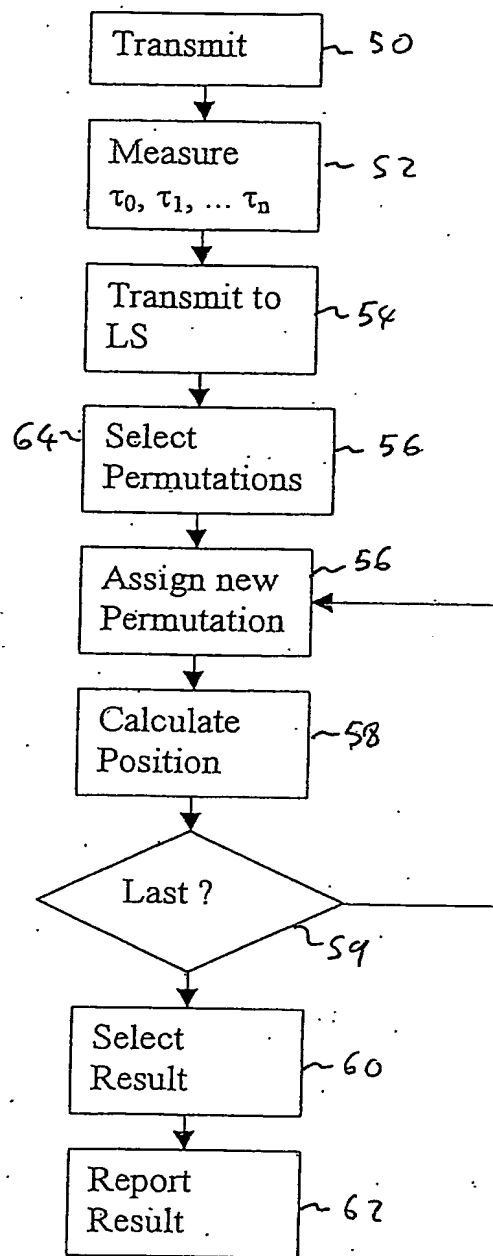 Transmit
50
Measure
τ₀, τ₁, ... τₙ
52
Transmit to
LS
54
64
Select
Permutations
56
Assign new
Permutation
56
Calculate
Position
58
Last ?
59
Select
Result
60
Report
Result
62